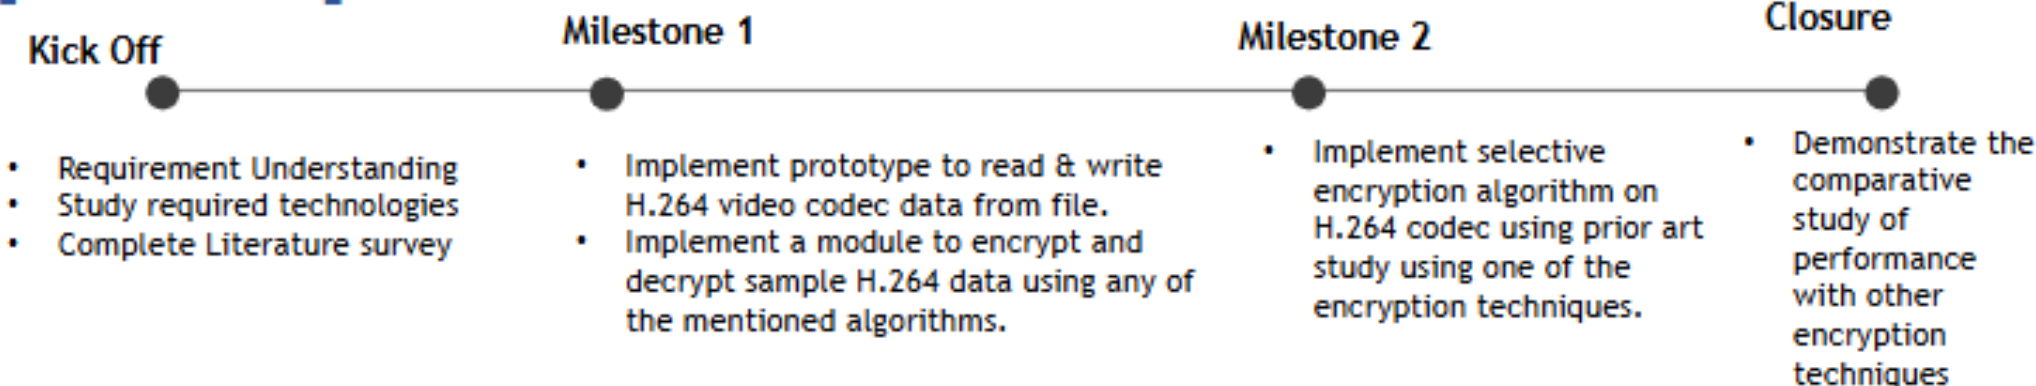 Kick Off
• Requirement Understanding
• Study required technologies
• Complete Literature survey
Milestone 1
• Implement prototype to read & write
H.264 video codec data from file.
• Implement a module to encrypt and
decrypt sample H.264 data using any of
the mentioned algorithms.
Milestone 2
• Implement selective
encryption algorithm on
H.264 codec using prior art
study using one of the
encryption techniques.
Closure
• Demonstrate the
comparative
study of
performance
with other
encryption
techniques